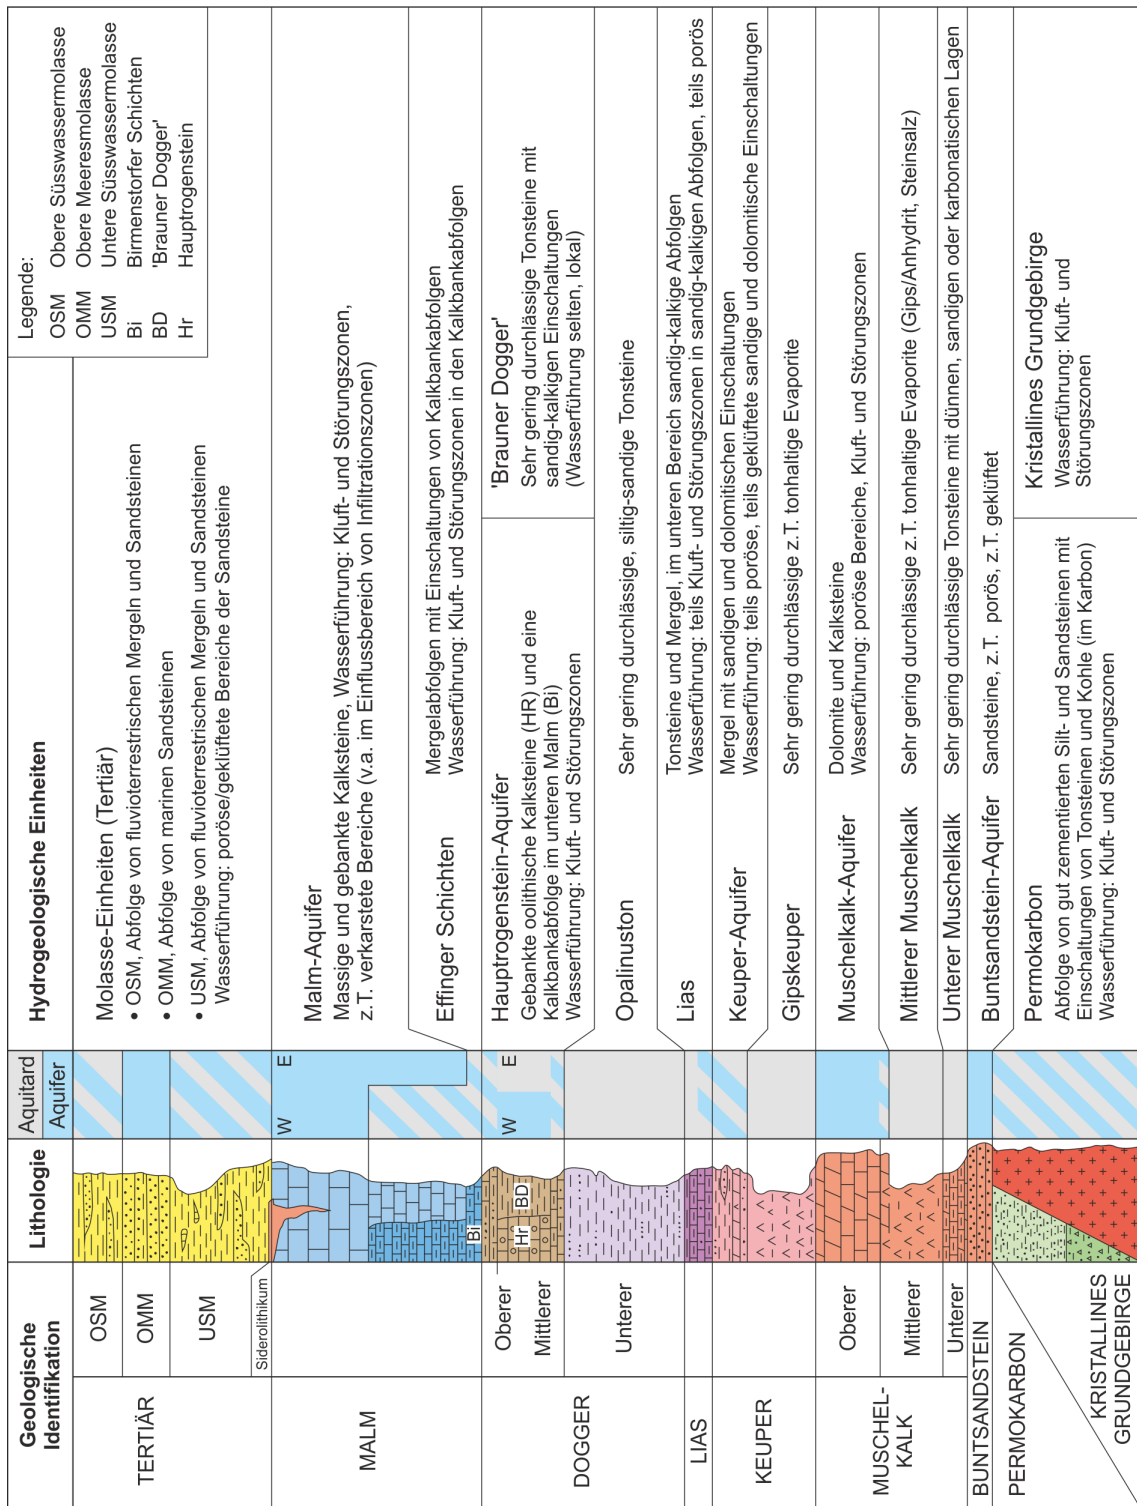 Geologische
Identifikation
Lithologie
Aquitard
Aquifer
Hydrogeologische Einheiten
Legende:
OSM Obere Süsswassermolasse
OMM Obere Meeresmolasse
USM Untere Süsswassermolasse
Bi Birmenstorfer Schichten
BD 'Brauner Dogger'
Hr Hauptrogenstein
TERTIÄR
OSM
OMM
USM
Siderolithikum
Molasse-Einheiten (Tertiär)
• OSM, Abfolge von fluvioterrestrischen Mergeln und Sandsteinen
• OMM, Abfolge von marinen Sandsteinen
• USM, Abfolge von fluvioterrestrischen Mergeln und Sandsteinen
Wasserführung: poröse/geklüftete Bereiche der Sandsteine
MALM
Bi
W E
Malm-Aquifer
Massige und gebankte Kalksteine, Wasserführung: Kluft- und Störungszonen,
z.T. verkarstete Bereiche (v.a. im Einflussbereich von Infiltrationszonen)
Effinger Schichten
Mergelabfolgen mit Einschaltungen von Kalkbankabfolgen
Wasserführung: Kluft- und Störungszonen in den Kalkbankabfolgen
DOGGER
Oberer
Mittlerer
Unterer
Hr BD
W E
Hauptrogenstein-Aquifer
Gebankte oolithische Kalksteine (HR) und eine
Kalkbankabfolge im unteren Malm (Bi)
Wasserführung: Kluft- und Störungszonen
'Brauner Dogger'
Sehr gering durchlässige Tonsteine mit
sandig-kalkigen Einschaltungen
(Wasserführung selten, lokal)
Opalinuston
Sehr gering durchlässige, siltig-sandige Tonsteine
LIAS
Lias
Tonsteine und Mergel, im unteren Bereich sandig-kalkige Abfolgen
Wasserführung: teils Kluft- und Störungszonen in sandig-kalkigen Abfolgen, teils porös
KEUPER
Keuper-Aquifer
Mergel mit sandigen und dolomitischen Einschaltungen
Wasserführung: teils poröse, teils geklüftete sandige und dolomitische Einschaltungen
Gipskeuper
Sehr gering durchlässige z.T. tonhaltige Evaporite
MUSCHEL-
KALK
Oberer
Mittlerer
Unterer
Muschelkalk-Aquifer
Dolomite und Kalksteine
Wasserführung: poröse Bereiche, Kluft- und Störungszonen
Mittlerer Muschelkalk
Sehr gering durchlässige z.T. tonhaltige Evaporite (Gips/Anhydrit, Steinsalz)
Unterer Muschelkalk
Sehr gering durchlässige Tonsteine mit dünnen, sandigen oder karbonatischen Lagen
BUNTSANDSTEIN
Buntsandstein-Aquifer
Sandsteine, z.T. porös, z.T. geklüftet
PERMOKARBON
KRISTALLINES
GRUNDGEBIRGE
Permokarbon
Abfolge von gut zementierten Silt- und Sandsteinen mit
Einschaltungen von Tonsteinen und Kohle (im Karbon)
Wasserführung: Kluft- und Störungszonen
Kristallines Grundgebirge
Wasserführung: Kluft- und
Störungszonen